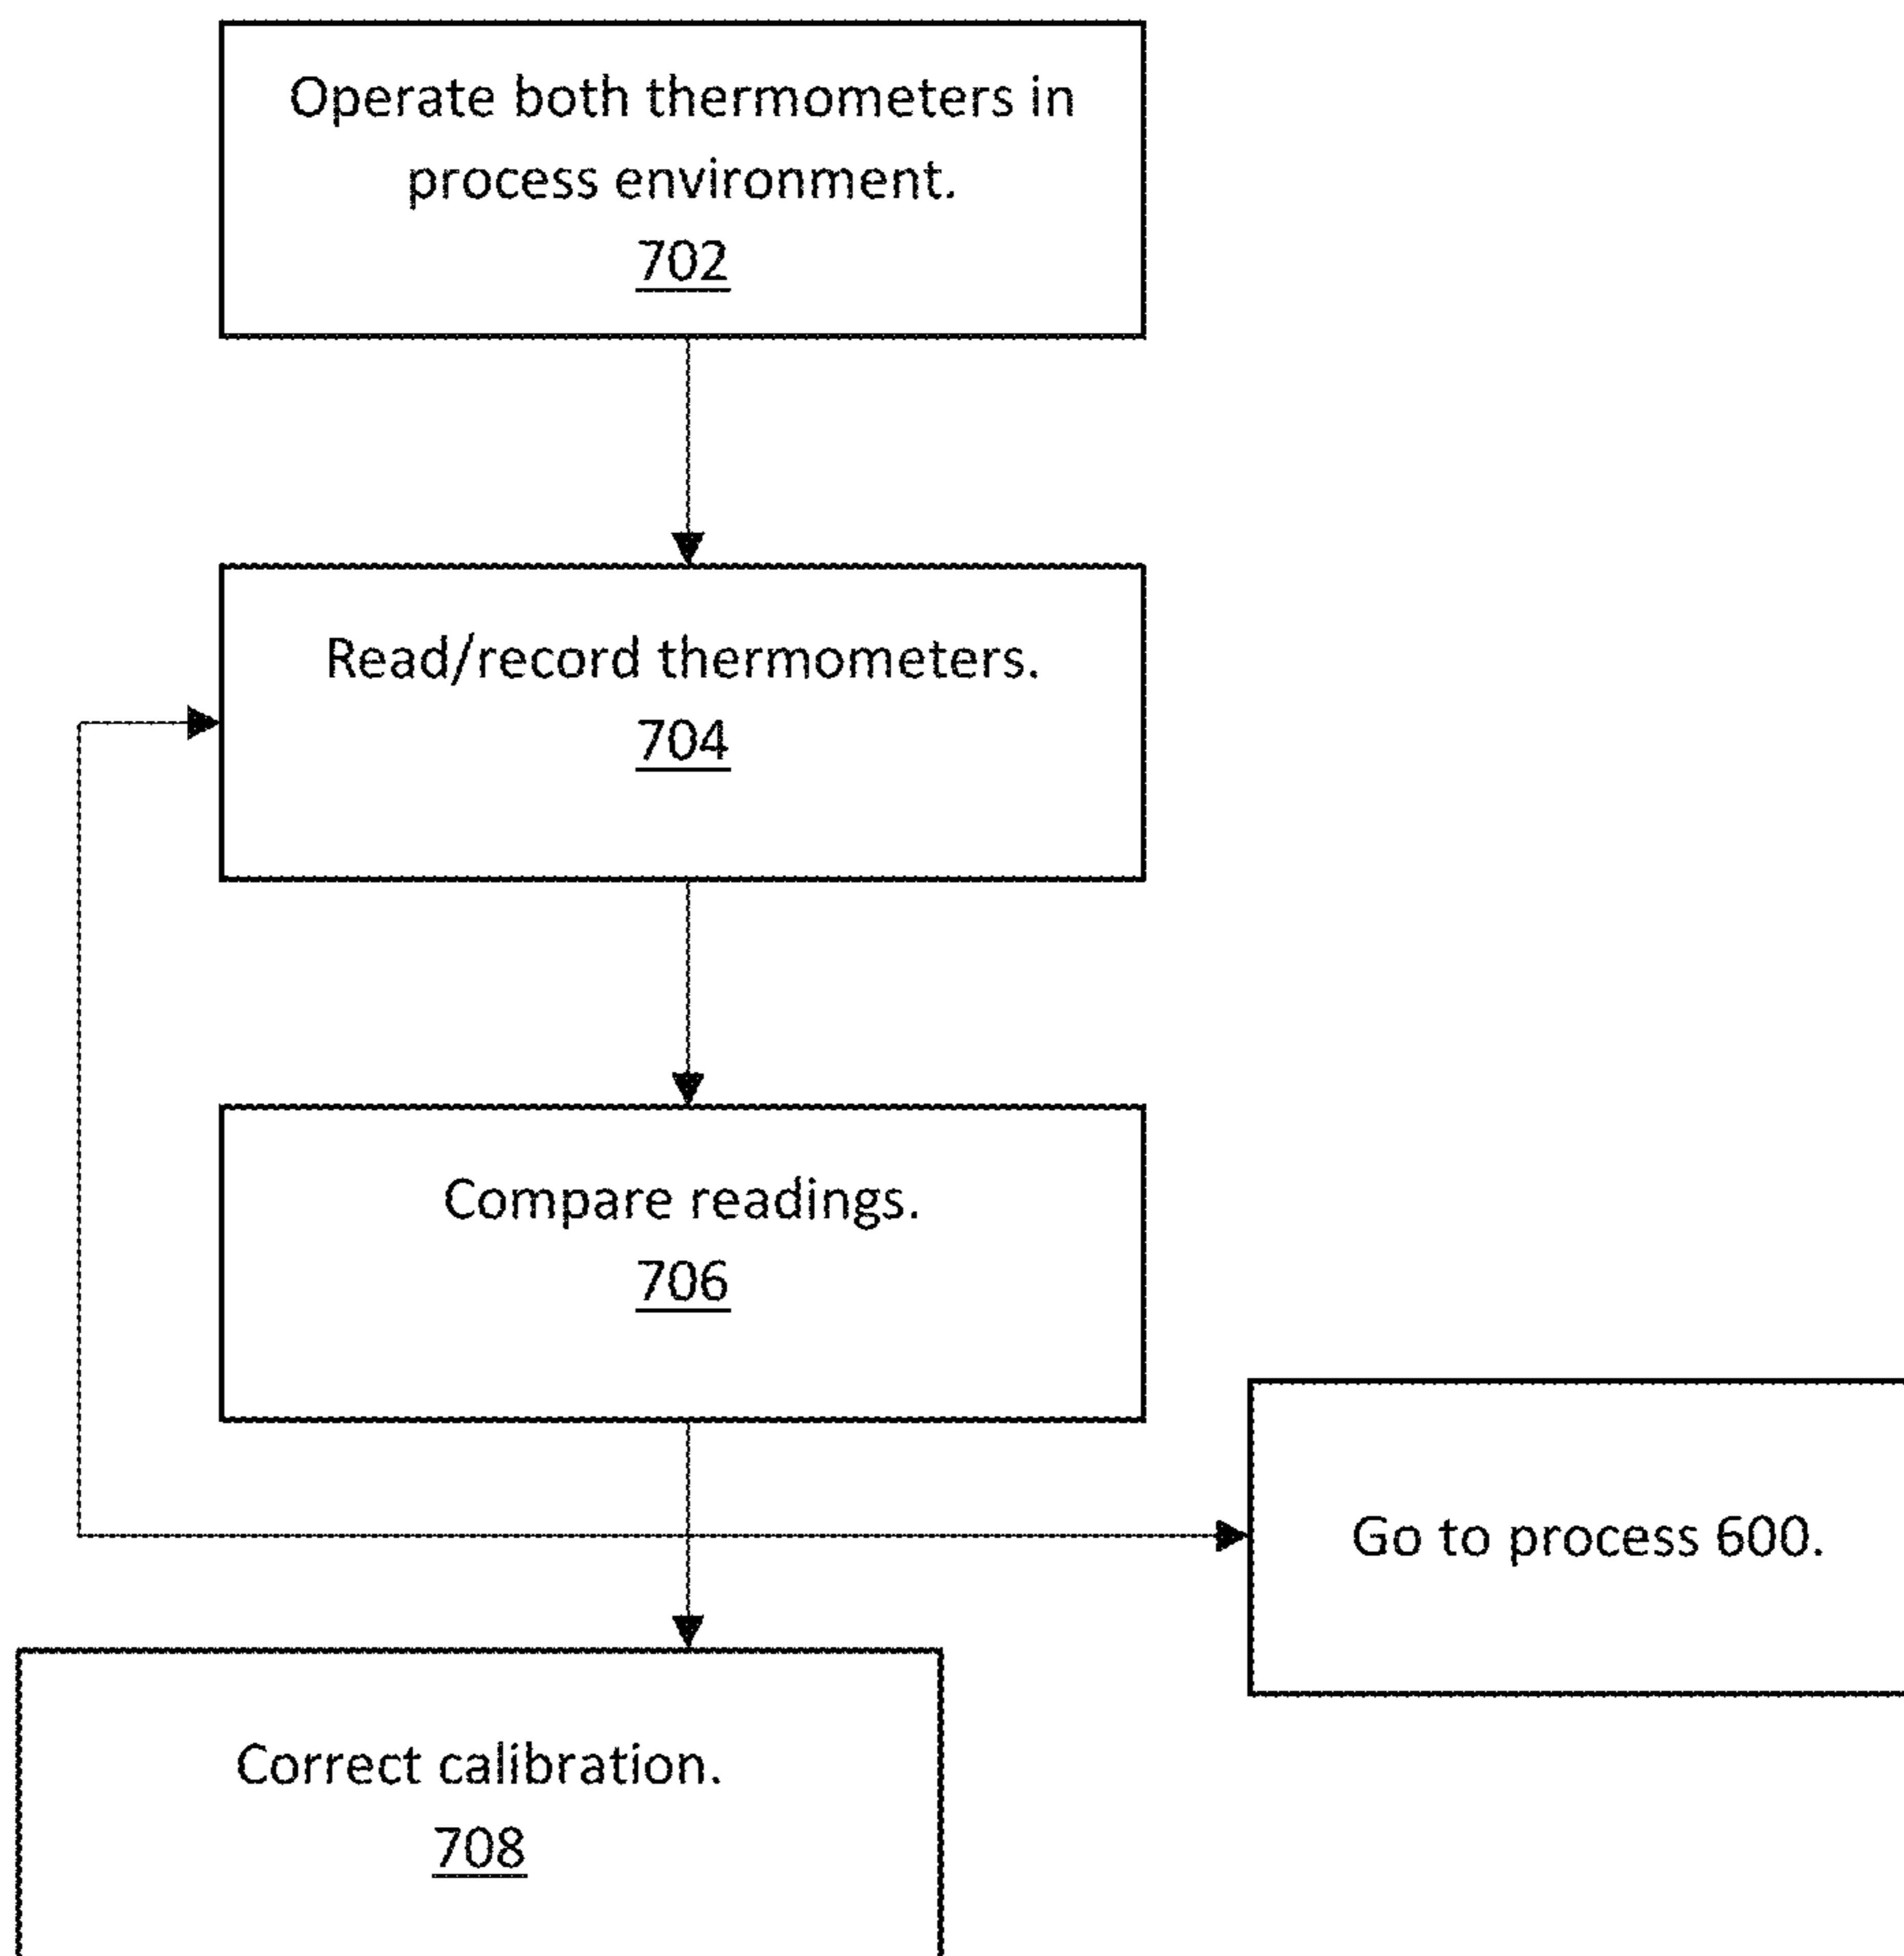 Operate both thermometers in
process environment.
702
Read/record thermometers.
704
Compare readings.
706
Go to process 600.
Correct calibration.
708